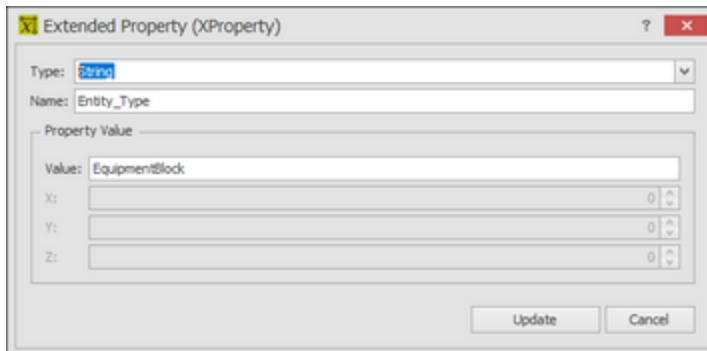 Extended Property (XProperty) ?
Type: String
Name: Entity_Type
Property Value
Value: EquipmentBlock
X: 0
Y: 0
Z: 0
Update Cancel